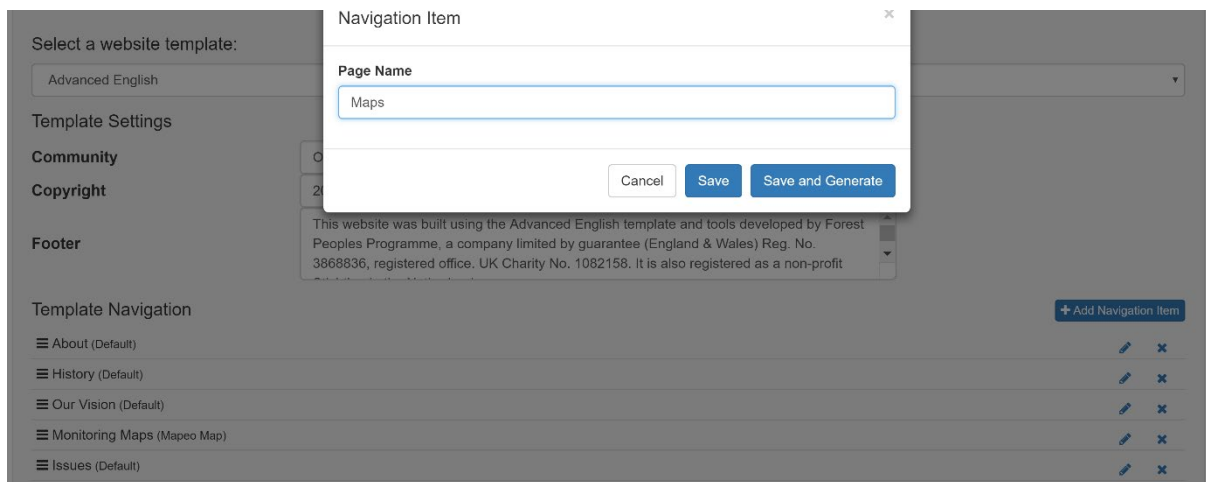 Navigation Item
×
Select a website template:
Advanced English
Page Name
Maps
Template Settings
Community
O
Copyright
20
Cancel
Save
Save and Generate
Footer
This website was built using the Advanced English template and tools developed by Forest
Peoples Programme, a company limited by guarantee (England & Wales) Reg. No.
3868836, registered office. UK Charity No. 1082158. It is also registered as a non-profit
Template Navigation
+ Add Navigation Item
About (Default)
History (Default)
Our Vision (Default)
Monitoring Maps (Mapeo Map)
Issues (Default)